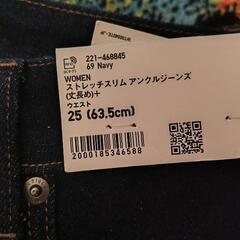 221-468845
69 Navy
WOMEN
ストレッチスリム アンクルジーンズ
(丈長め)+
ウエスト
25 (63.5cm)
2000185346588